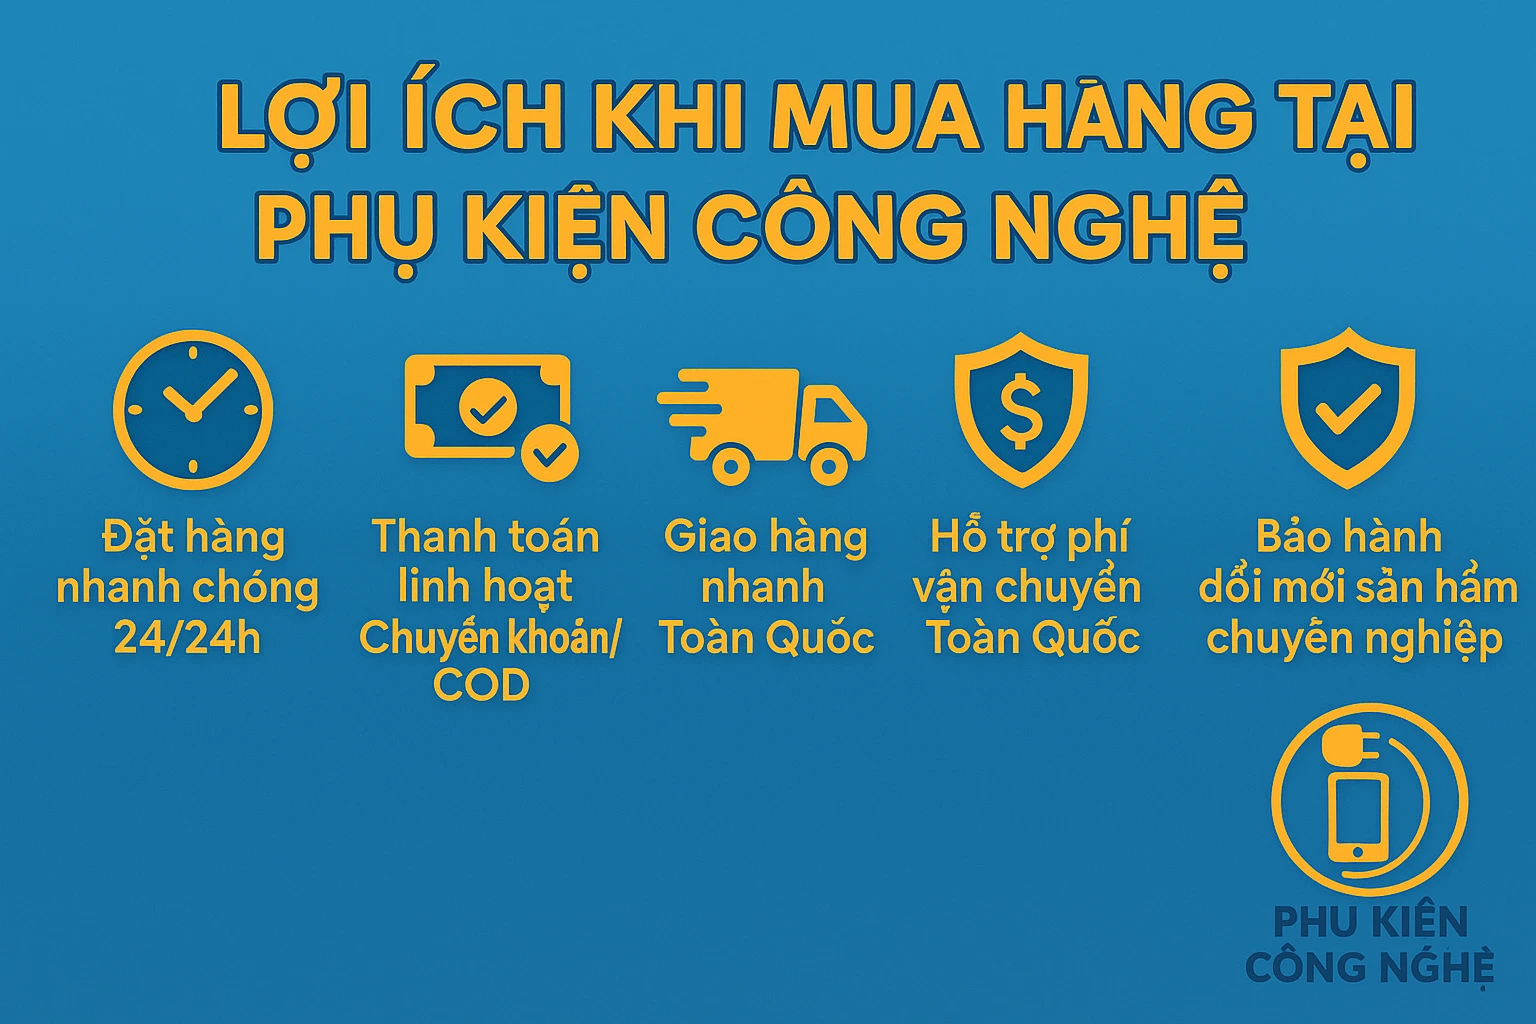 LỢI ÍCH KHI MUA HÀNG TẠI
PHỤ KIỆN CÔNG NGHỆ
Đặt hàng
nhanh chóng
24/24h
Thanh toán
linh hoạt
Chuyển khoản/
COD
Giao hàng
nhanh
Toàn Quốc
Hỗ trợ phí
vận chuyển
Toàn Quốc
Bảo hành
dổi mới sản hẩm
chuyên nghiệp
PHU KIÊN
CÔNG NGHỆ